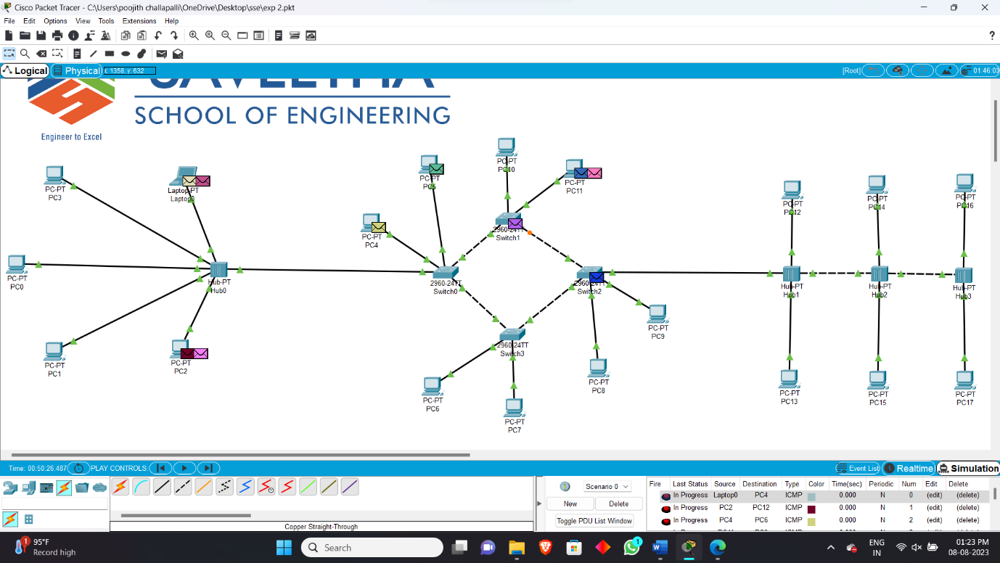 Cisco Packet Tracer - C:\Users\poojith challapalli\OneDrive\Desktop\sse\exp 2.pkt
File Edit Options View Tools Extensions Help
Logical Physical x: 1358, y: 632 [Root] 01:46:00
SCHOOL OF ENGINEERING
Engineer to Excel
PC-PT
PC3
Laptop-PT
Laptop0
PC-PT
PC5
PC-PT
PC10
PC-PT
PC11
PC-PT
PC12
PC-PT
PC14
PC-PT
PC16
PC-PT
PC4
2960-24TT
Switch1
PC-PT
PC0
Hub-PT
Hub0
2960-24TT
Switch0
2960-24TT
Switch2
Hub-PT
Hub1
Hub-PT
Hub2
Hub-PT
Hub3
PC-PT
PC9
PC-PT
PC1
PC-PT
PC2
2960-24TT
Switch3
PC-PT
PC8
PC-PT
PC6
PC-PT
PC7
PC-PT
PC13
PC-PT
PC15
PC-PT
PC17
Time: 00:50:26.487 PLAY CONTROLS: Event List Realtime Simulation
Scenario 0
New Delete
Toggle PDU List Window
Fire Last Status Source Destination Type Color Time(sec) Periodic Num Edit Delete
In Progress Laptop0 PC4 ICMP 0.000 N 0 (edit) (delete)
In Progress PC2 PC12 ICMP 0.000 N 1 (edit) (delete)
In Progress PC4 PC6 ICMP 0.000 N 2 (edit) (delete)
Copper Straight-Through
1
95°F
Record high
Search
1
ENG
IN
01:23 PM
08-08-2023